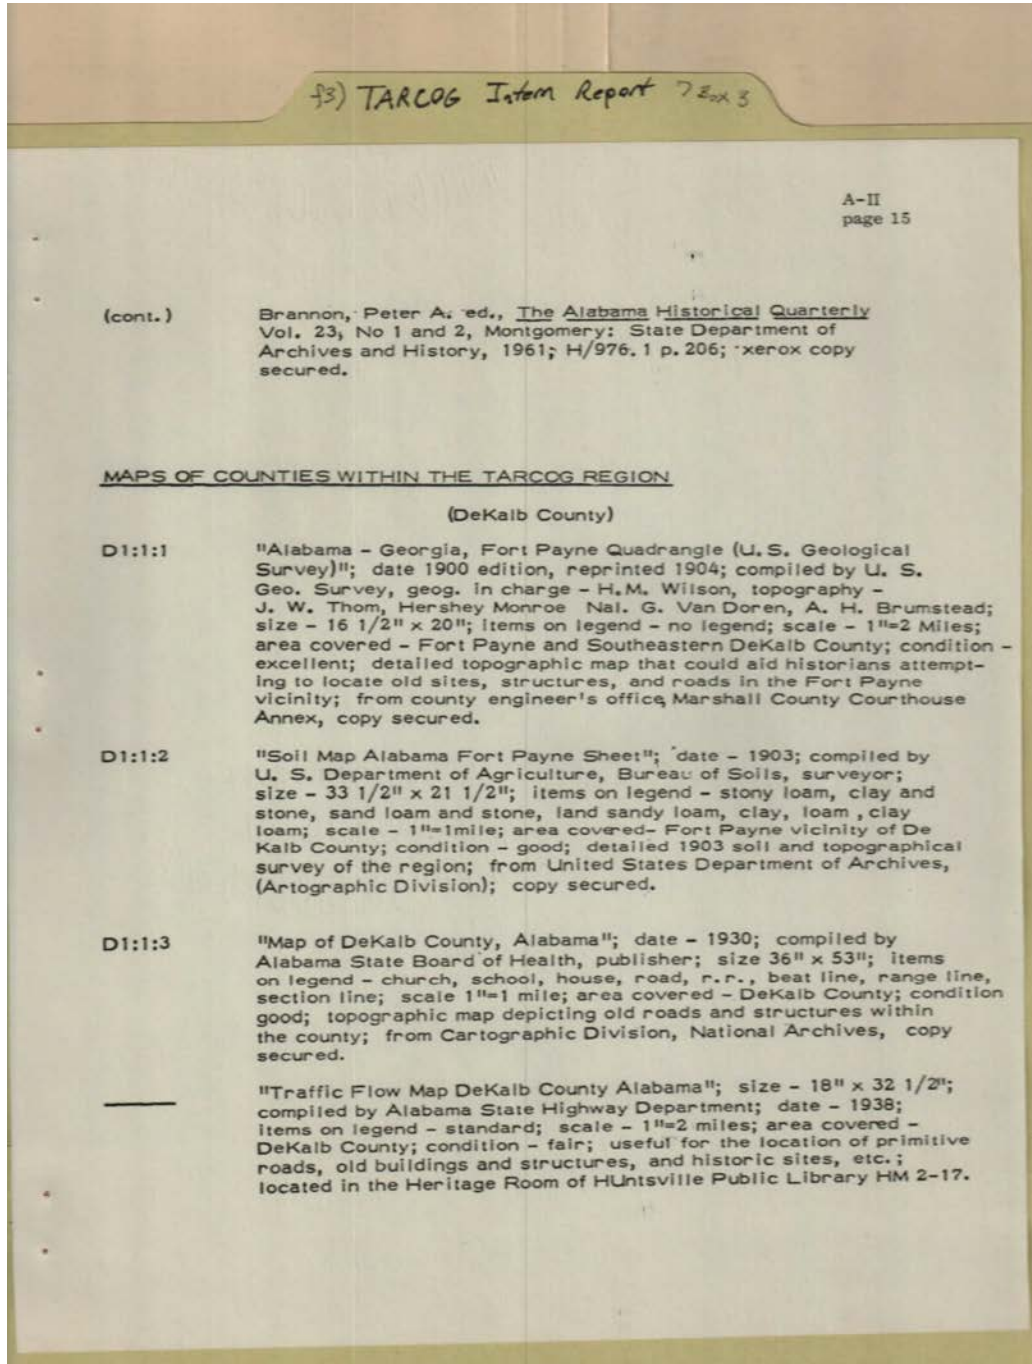 f3) TARCOG Intern Report 7 Box 3
A-II
page 15
(cont.) Brannon, Peter A. ed., The Alabama Historical Quarterly
Vol. 23, No 1 and 2, Montgomery: State Department of
Archives and History, 1961; H/976.1 p. 206; xerox copy
secured.
MAPS OF COUNTIES WITHIN THE TARCOG REGION
(DeKalb County)
D1:1:1 "Alabama - Georgia, Fort Payne Quadrangle (U.S. Geological
Survey)"; date 1900 edition, reprinted 1904; compiled by U. S.
Geo. Survey, geog. in charge - H.M. Wilson, topography -
J. W. Thom, Hershey Monroe Nal. G. Van Doren, A. H. Brumstead;
size - 16 1/2" x 20"; items on legend - no legend; scale - 1"=2 Miles;
area covered - Fort Payne and Southeastern DeKalb County; condition -
excellent; detailed topographic map that could aid historians attempt-
ing to locate old sites, structures, and roads in the Fort Payne
vicinity; from county engineer's office, Marshall County Courthouse
Annex, copy secured.
D1:1:2 "Soil Map Alabama Fort Payne Sheet"; date - 1903; compiled by
U. S. Department of Agriculture, Bureau of Soils, surveyor;
size - 33 1/2" x 21 1/2"; items on legend - stony loam, clay and
stone, sand loam and stone, land sandy loam, clay, loam , clay
loam; scale - 1"=1mile; area covered- Fort Payne vicinity of De
Kalb County; condition - good; detailed 1903 soil and topographical
survey of the region; from United States Department of Archives,
(Artographic Division); copy secured.
D1:1:3 "Map of DeKalb County, Alabama"; date - 1930; compiled by
Alabama State Board of Health, publisher; size 36" x 53"; items
on legend - church, school, house, road, r.r., beat line, range line,
section line; scale 1"=1 mile; area covered - DeKalb County; condition
good; topographic map depicting old roads and structures within
the county; from Cartographic Division, National Archives, copy
secured.
"Traffic Flow Map DeKalb County Alabama"; size - 18" x 32 1/2";
compiled by Alabama State Highway Department; date - 1938;
items on legend - standard; scale - 1"=2 miles; area covered -
DeKalb County; condition - fair; useful for the location of primitive
roads, old buildings and structures, and historic sites, etc.;
located in the Heritage Room of HUntsville Public Library HM 2-17.